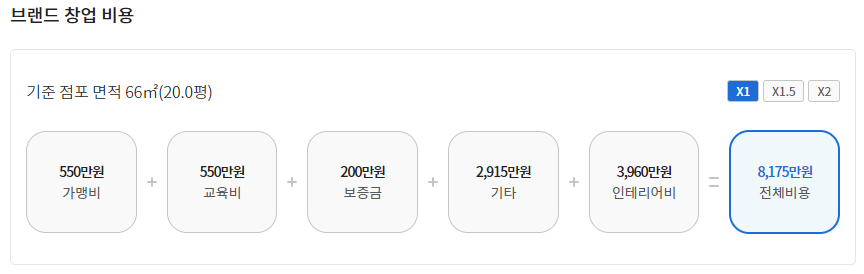 브랜드 창업 비용
기준 점포 면적 66㎡(20.0평)
X1 X1.5 X2
550만원 + 550만원 + 200만원 + 2,915만원 + 3,960만원 = 8,175만원
가맹비 교육비 보증금 기타 인테리어비 전체비용